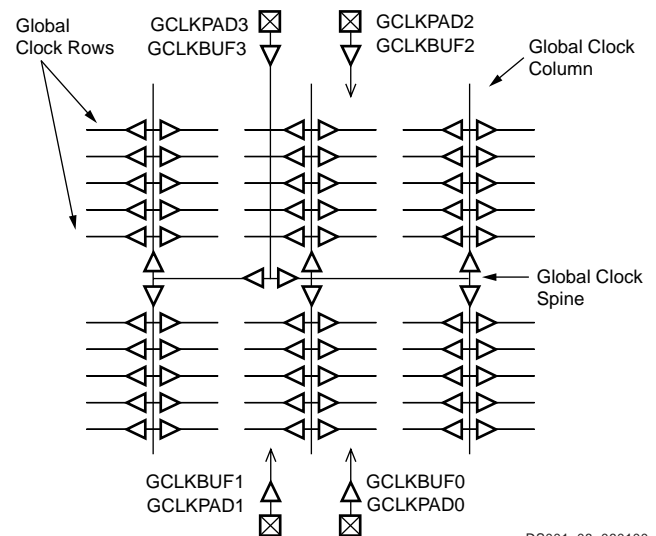 Global
Clock Rows
GCLKPAD3
GCLKBUF3
GCLKPAD2
GCLKBUF2
Global Clock
Column
Global Clock
Spine
GCLKBUF1
GCLKPAD1
GCLKBUF0
GCLKPAD0